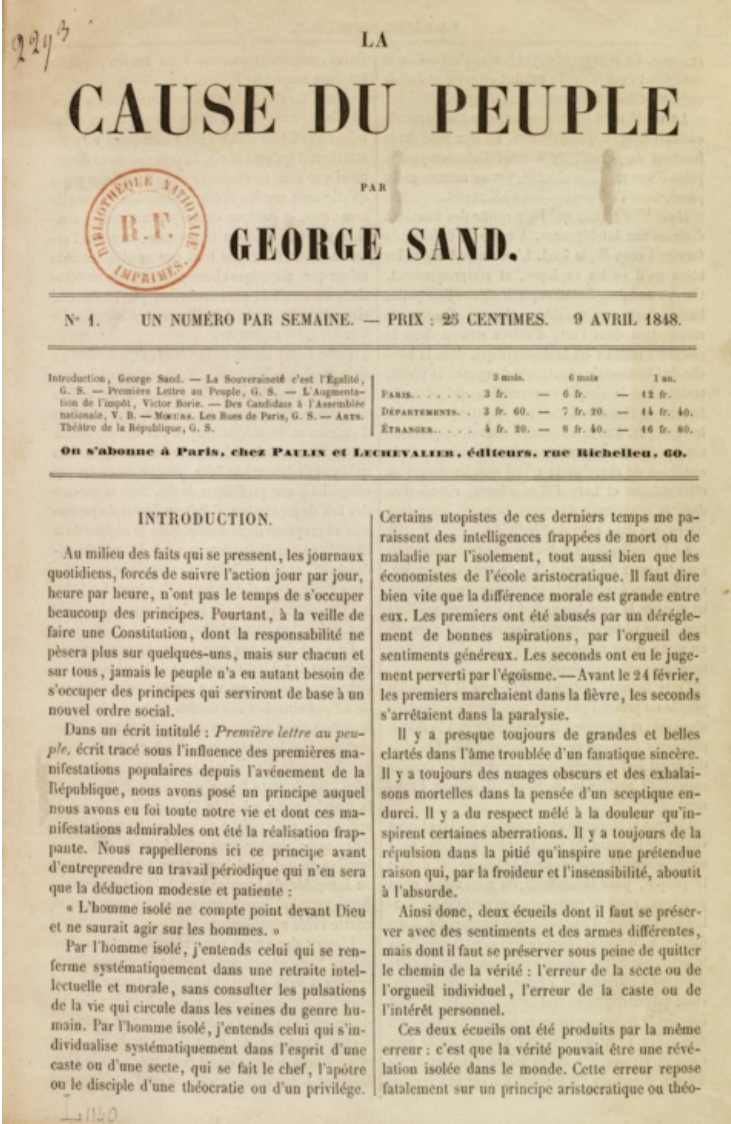 2293
LA
CAUSE DU PEUPLE
PAR
GEORGE SAND.
BIBLIOTHÈQUE NATIONALE
R.F.
IMPRIMÉS.
N° 1. UN NUMÉRO PAR SEMAINE. — PRIX : 25 CENTIMES. 9 AVRIL 1848.
Introduction, George Sand. — La Souveraineté c'est l'Égalité,
G. S. — Première Lettre au Peuple, G. S. — L'Augmenta-
tion de l'impôt, Victor Borie. — Des Candidats à l'Assemblée
nationale, V. B. — MŒURS. Les Rues de Paris, G. S. — ARTS.
Théâtre de la République, G. S.
3 mois. 6 mois 1 an.
PARIS....... 3 fr. — 6 fr. — 12 fr.
DÉPARTEMENTS.. 3 fr. 60. — 7 fr. 20. — 14 fr. 40.
ÉTRANGER..... 4 fr. 20. — 8 fr. 40. — 16 fr. 80.
On s'abonne à Paris, chez PAULIN et LECHEVALIER, éditeurs, rue Richelieu, 60.
INTRODUCTION.
Au milieu des faits qui se pressent, les journaux
quotidiens, forcés de suivre l'action jour par jour,
heure par heure, n'ont pas le temps de s'occuper
beaucoup des principes. Pourtant, à la veille de
faire une Constitution, dont la responsabilité ne
pèsera plus sur quelques-uns, mais sur chacun et
sur tous, jamais le peuple n'a eu autant besoin de
s'occuper des principes qui serviront de base à un
nouvel ordre social.
Dans un écrit intitulé : Première lettre au peu-
ple, écrit tracé sous l'influence des premières ma-
nifestations populaires depuis l'avénement de la
République, nous avons posé un principe auquel
nous avons eu foi toute notre vie et dont ces ma-
nifestations admirables ont été la réalisation frap-
pante. Nous rappellerons ici ce principe avant
d'entreprendre un travail périodique qui n'en sera
que la déduction modeste et patiente :
« L'homme isolé ne compte point devant Dieu
et ne saurait agir sur les hommes. »
Par l'homme isolé, j'entends celui qui se ren-
ferme systématiquement dans une retraite intel-
lectuelle et morale, sans consulter les pulsations
de la vie qui circule dans les veines du genre hu-
main. Par l'homme isolé, j'entends celui qui s'in-
dividualise systématiquement dans l'esprit d'une
caste ou d'une secte, qui se fait le chef, l'apôtre
ou le disciple d'une théocratie ou d'un privilége.
Certains utopistes de ces derniers temps me pa-
raissent des intelligences frappées de mort ou de
maladie par l'isolement, tout aussi bien que les
économistes de l'école aristocratique. Il faut dire
bien vite que la différence morale est grande entre
eux. Les premiers ont été abusés par un dérégle-
ment de bonnes aspirations, par l'orgueil des
sentiments généreux. Les seconds ont eu le juge-
ment perverti par l'égoïsme. — Avant le 24 février,
les premiers marchaient dans la fièvre, les seconds
s'arrêtaient dans la paralysie.
Il y a presque toujours de grandes et belles
clartés dans l'âme troublée d'un fanatique sincère.
Il y a toujours des nuages obscurs et des exhalai-
sons mortelles dans la pensée d'un sceptique en-
durci. Il y a du respect mêlé à la douleur qu'in-
spirent certaines aberrations. Il y a toujours de la
répulsion dans la pitié qu'inspire une prétendue
raison qui, par la froideur et l'insensibilité, aboutit
à l'absurde.
Ainsi donc, deux écueils dont il faut se préser-
ver avec des sentiments et des armes différentes,
mais dont il faut se préserver sous peine de quitter
le chemin de la vérité : l'erreur de la secte ou de
l'orgueil individuel, l'erreur de la caste ou de
l'intérêt personnel.
Ces deux écueils ont été produits par la même
erreur : c'est que la vérité pouvait être une révé-
lation isolée dans le monde. Cette erreur repose
fatalement sur un principe aristocratique ou théo-